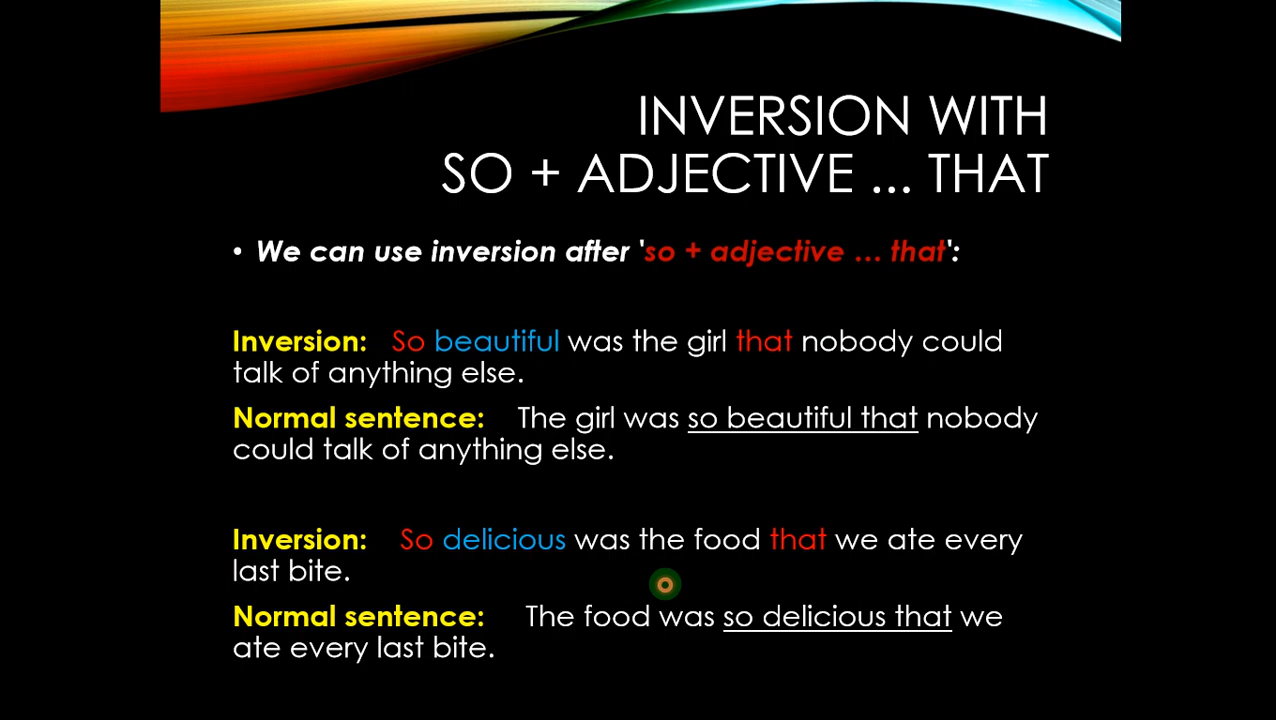 INVERSION WITH
SO + ADJECTIVE ... THAT
• We can use inversion after 'so + adjective ... that':
Inversion: So beautiful was the girl that nobody could
talk of anything else.
Normal sentence: The girl was so beautiful that nobody
could talk of anything else.
Inversion: So delicious was the food that we ate every
last bite.
Normal sentence: The food was so delicious that we
ate every last bite.